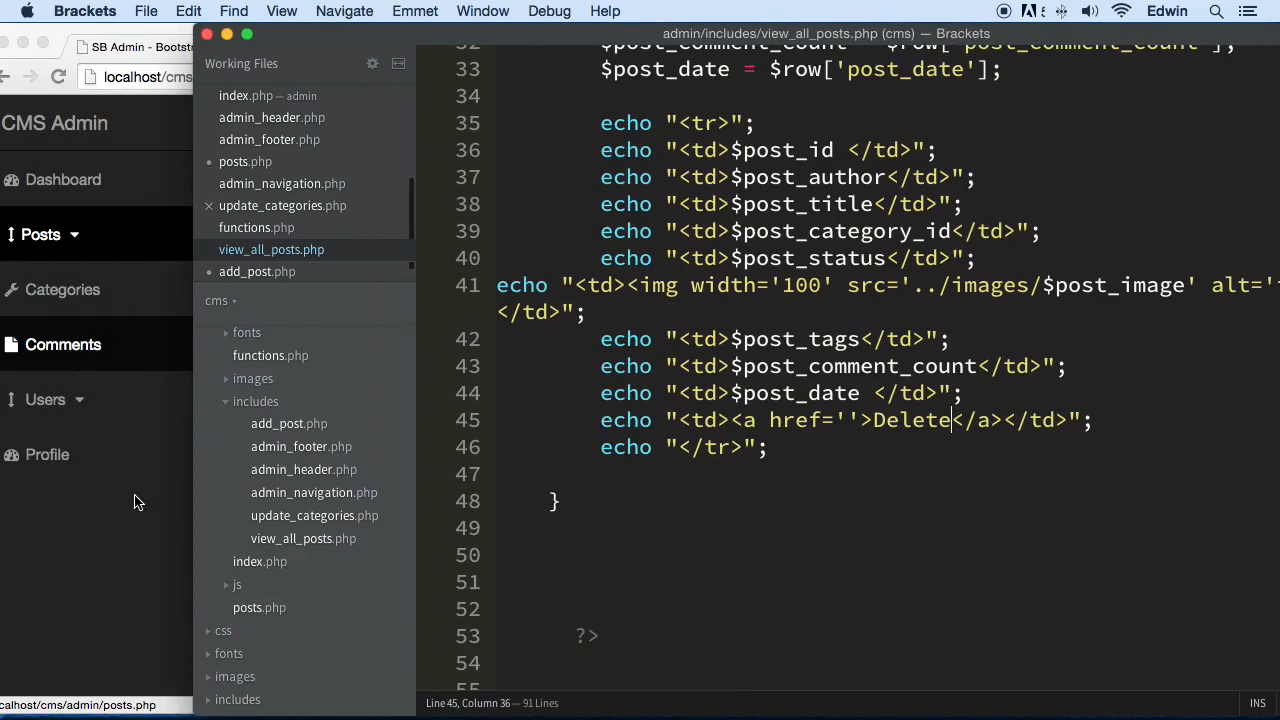 Brackets File Edit Find View Navigate Emmet Window Debug Help Edwin
SB Admin - Bootstr
localhost/cms
CMS Admin
Dashboard
Posts
Categories
Comments
Users
Profile
calhost/cms/admin/posts.php
admin/includes/view_all_posts.php (cms) — Brackets
Working Files
index.php — admin
admin_header.php
admin_footer.php
posts.php
admin_navigation.php
update_categories.php
functions.php
view_all_posts.php
add_post.php
cms
fonts
functions.php
images
includes
add_post.php
admin_footer.php
admin_header.php
admin_navigation.php
update_categories.php
view_all_posts.php
index.php
js
posts.php
css
fonts
images
includes
32 $post_comment_count = $row['post_comment_count'];
33 $post_date = $row['post_date'];
34
35 echo "<tr>";
36 echo "<td>$post_id </td>";
37 echo "<td>$post_author</td>";
38 echo "<td>$post_title</td>";
39 echo "<td>$post_category_id</td>";
40 echo "<td>$post_status</td>";
41 echo "<td><img width='100' src='../images/$post_image' alt='
</td>";
42 echo "<td>$post_tags</td>";
43 echo "<td>$post_comment_count</td>";
44 echo "<td>$post_date </td>";
45 echo "<td><a href=''>Delete</a></td>";
46 echo "</tr>";
47
48 }
49
50
51
52
53 ?>
54
55
Line 45, Column 36 — 91 Lines
INS